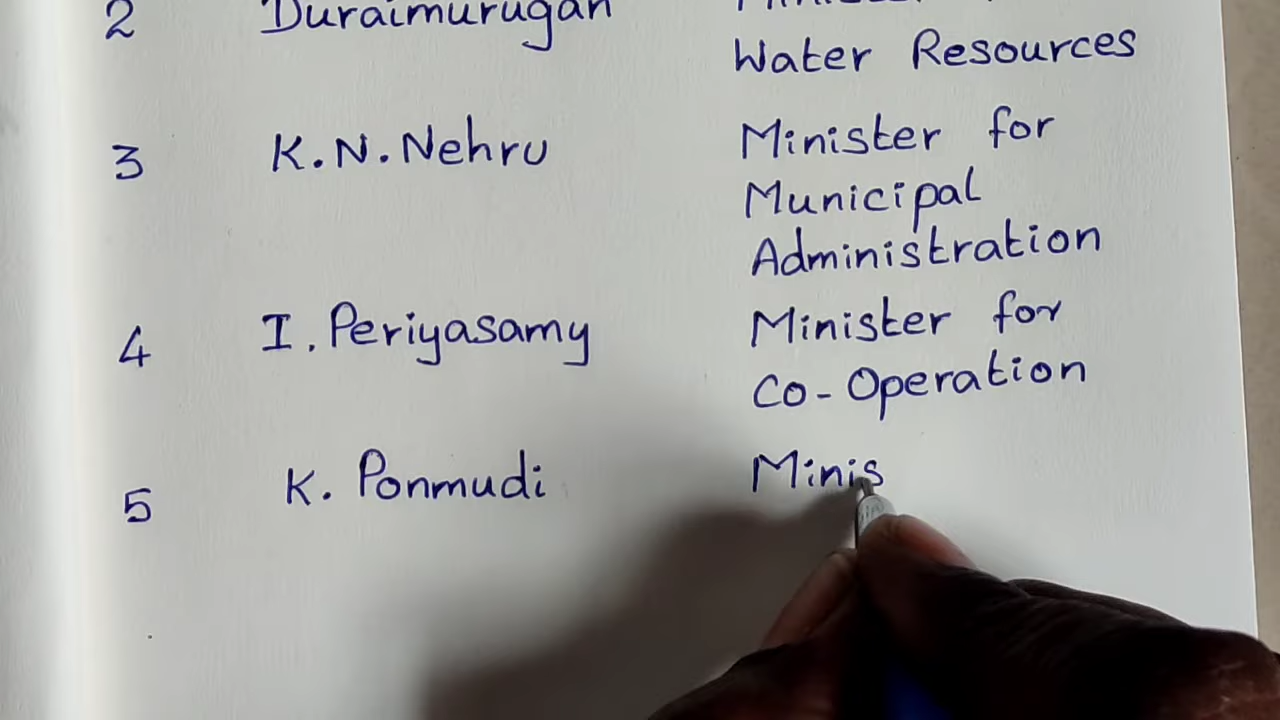 2 Duraimurugan Minister
Water Resources
3 K.N.Nehru Minister for
Municipal
Administration
4 I. Periyasamy Minister for
Co-Operation
5 K. Ponmudi Minis